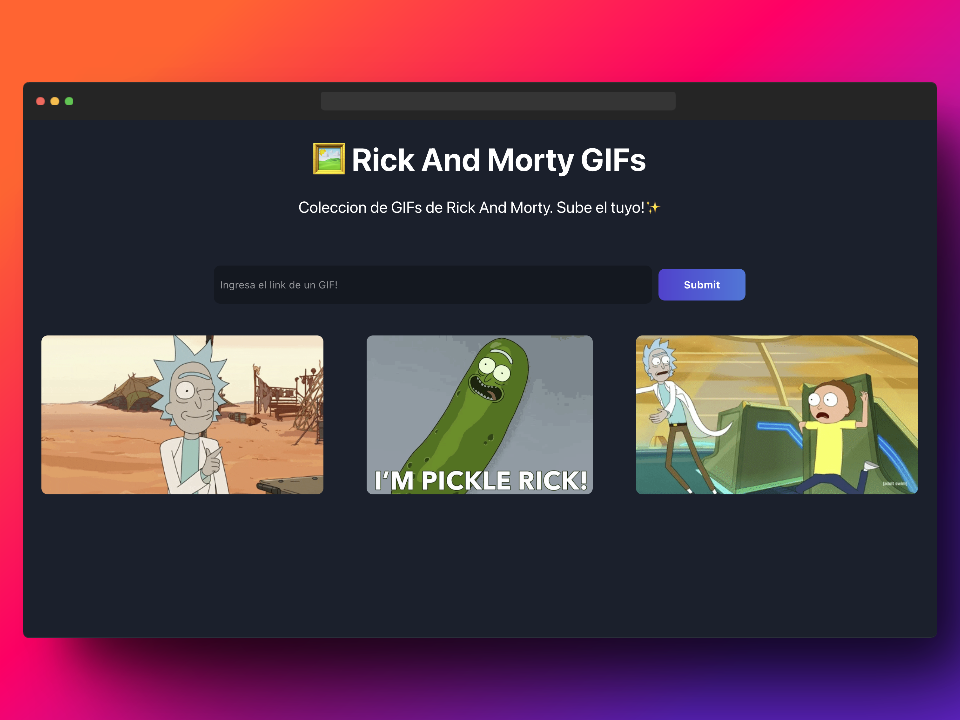 Rick And Morty GIFs
Coleccion de GIFs de Rick And Morty. Sube el tuyo!✨
Ingresa el link de un GIF!
Submit
I'M PICKLE RICK!
[adult swim]